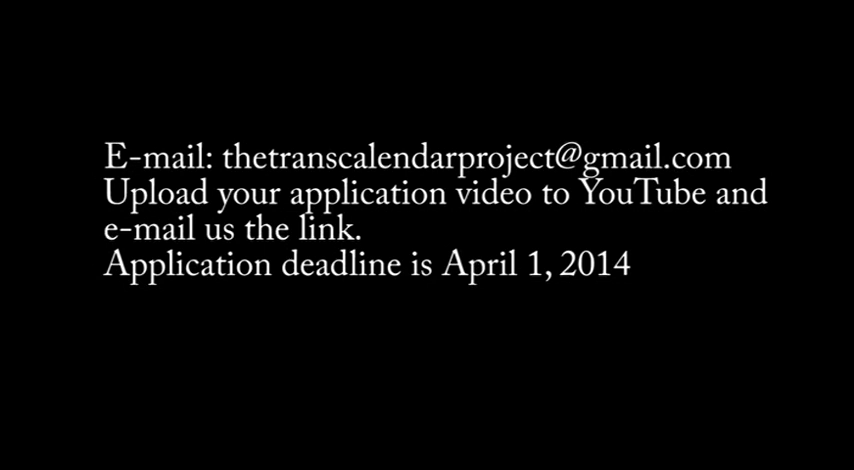 E-mail: thetranscalendarproject@gmail.com
Upload your application video to YouTube and
e-mail us the link.
Application deadline is April 1, 2014